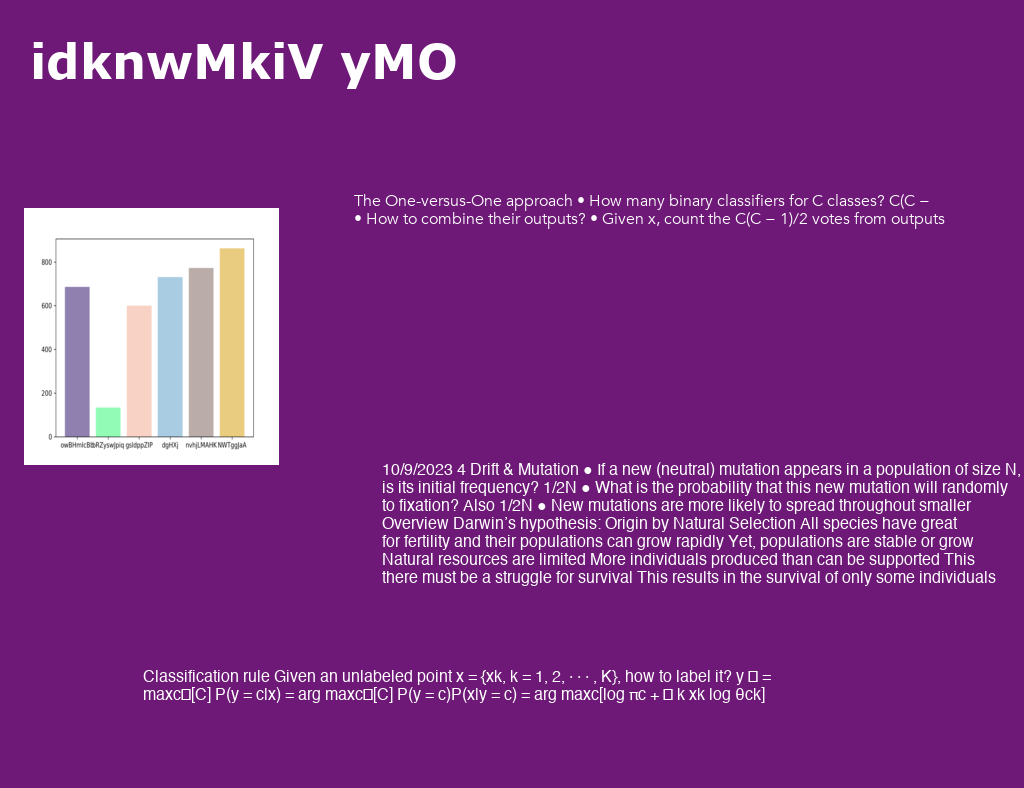 idknwMkiV yMO
The One-versus-One approach • How many binary classifiers for C classes? C(C −
• How to combine their outputs? • Given x, count the C(C − 1)/2 votes from outputs
800
600
400
200
0
gsldppZIP dgHXj nvhjLMAHK NWTggJaA
10/9/2023 4 Drift & Mutation ● If a new (neutral) mutation appears in a population of size N,
is its initial frequency? 1/2N ● What is the probability that this new mutation will randomly
to fixation? Also 1/2N ● New mutations are more likely to spread throughout smaller
Overview Darwin’s hypothesis: Origin by Natural Selection All species have great
for fertility and their populations can grow rapidly Yet, populations are stable or grow
Natural resources are limited More individuals produced than can be supported This
there must be a struggle for survival This results in the survival of only some individuals
Classification rule Given an unlabeled point x = {xk, k = 1, 2, · · · , K}, how to label it? y =
maxc [C] P(y = c|x) = arg maxc [C] P(y = c)P(x|y = c) = arg maxc[log πc + k xk log θck]